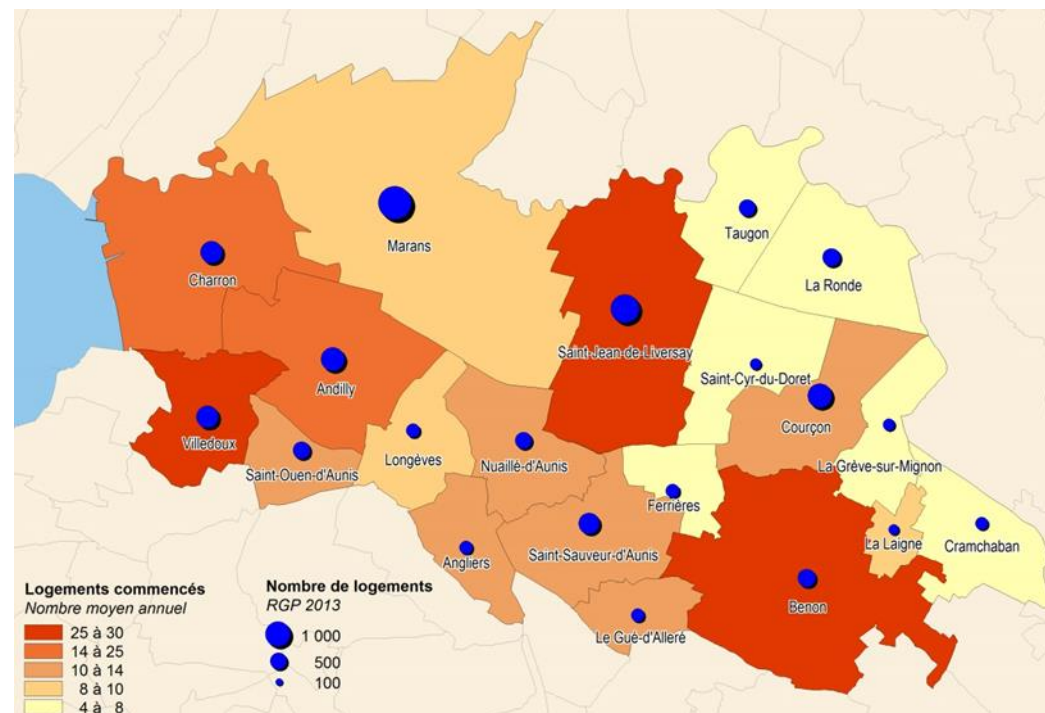 Marans
Taugon
Charron
La Ronde
Saint-Jean-de-Liversay
Andilly
Saint-Cyr-du-Doret
Villedoux
Courçon
Longèves
Nuaillé-d'Aunis
Saint-Ouen-d'Aunis
La Grève-sur-Mignon
Ferrières
Angliers
Saint-Sauveur-d'Aunis
La Laigne
Cramchaban
Benon
Le Gué-d'Alleré
Logements commencés
Nombre moyen annuel
25 à 30
14 à 25
10 à 14
8 à 10
4 à 8
Nombre de logements
RGP 2013
1 000
500
100